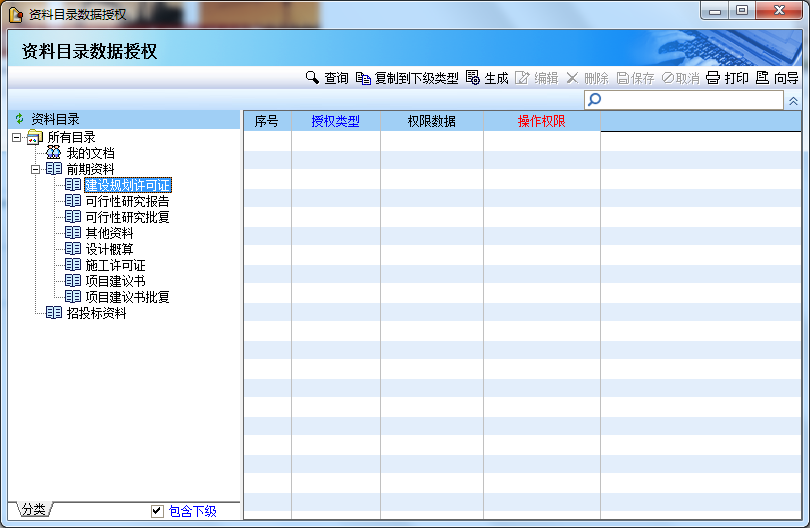 资料目录数据授权
资料目录数据授权
查询 复制到下级类型 生成 编辑 删除 保存 取消 打印 向导
资料目录
序号 授权类型 权限数据 操作权限
所有目录
我的文档
前期资料
建设规划许可证
可行性研究报告
可行性研究批复
其他资料
设计概算
施工许可证
项目建议书
项目建议书批复
招投标资料
分类 包含下级